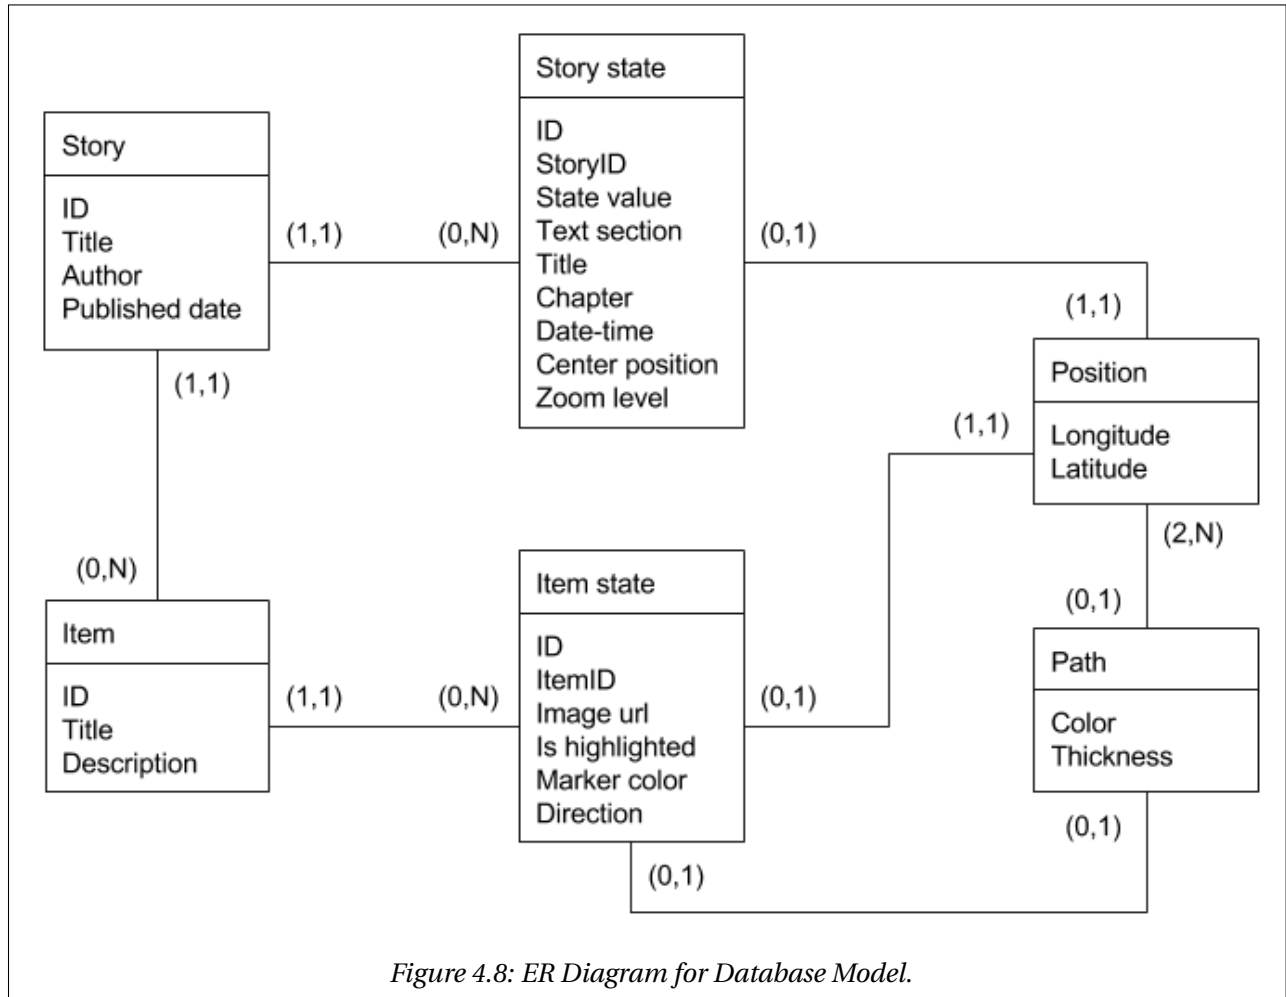 Story state
ID
StoryID
State value
Text section
Title
Chapter
Date-time
Center position
Zoom level
Story
ID
Title
Author
Published date
(1,1)
(0,N)
(0,1)
(1,1)
(1,1)
Position
Longitude
Latitude
(1,1)
(2,N)
(0,N)
Item
ID
Title
Description
(1,1)
(0,N)
Item state
ID
ItemID
Image url
Is highlighted
Marker color
Direction
(0,1)
(0,1)
Path
Color
Thickness
(0,1)
(0,1)
Figure 4.8: ER Diagram for Database Model.